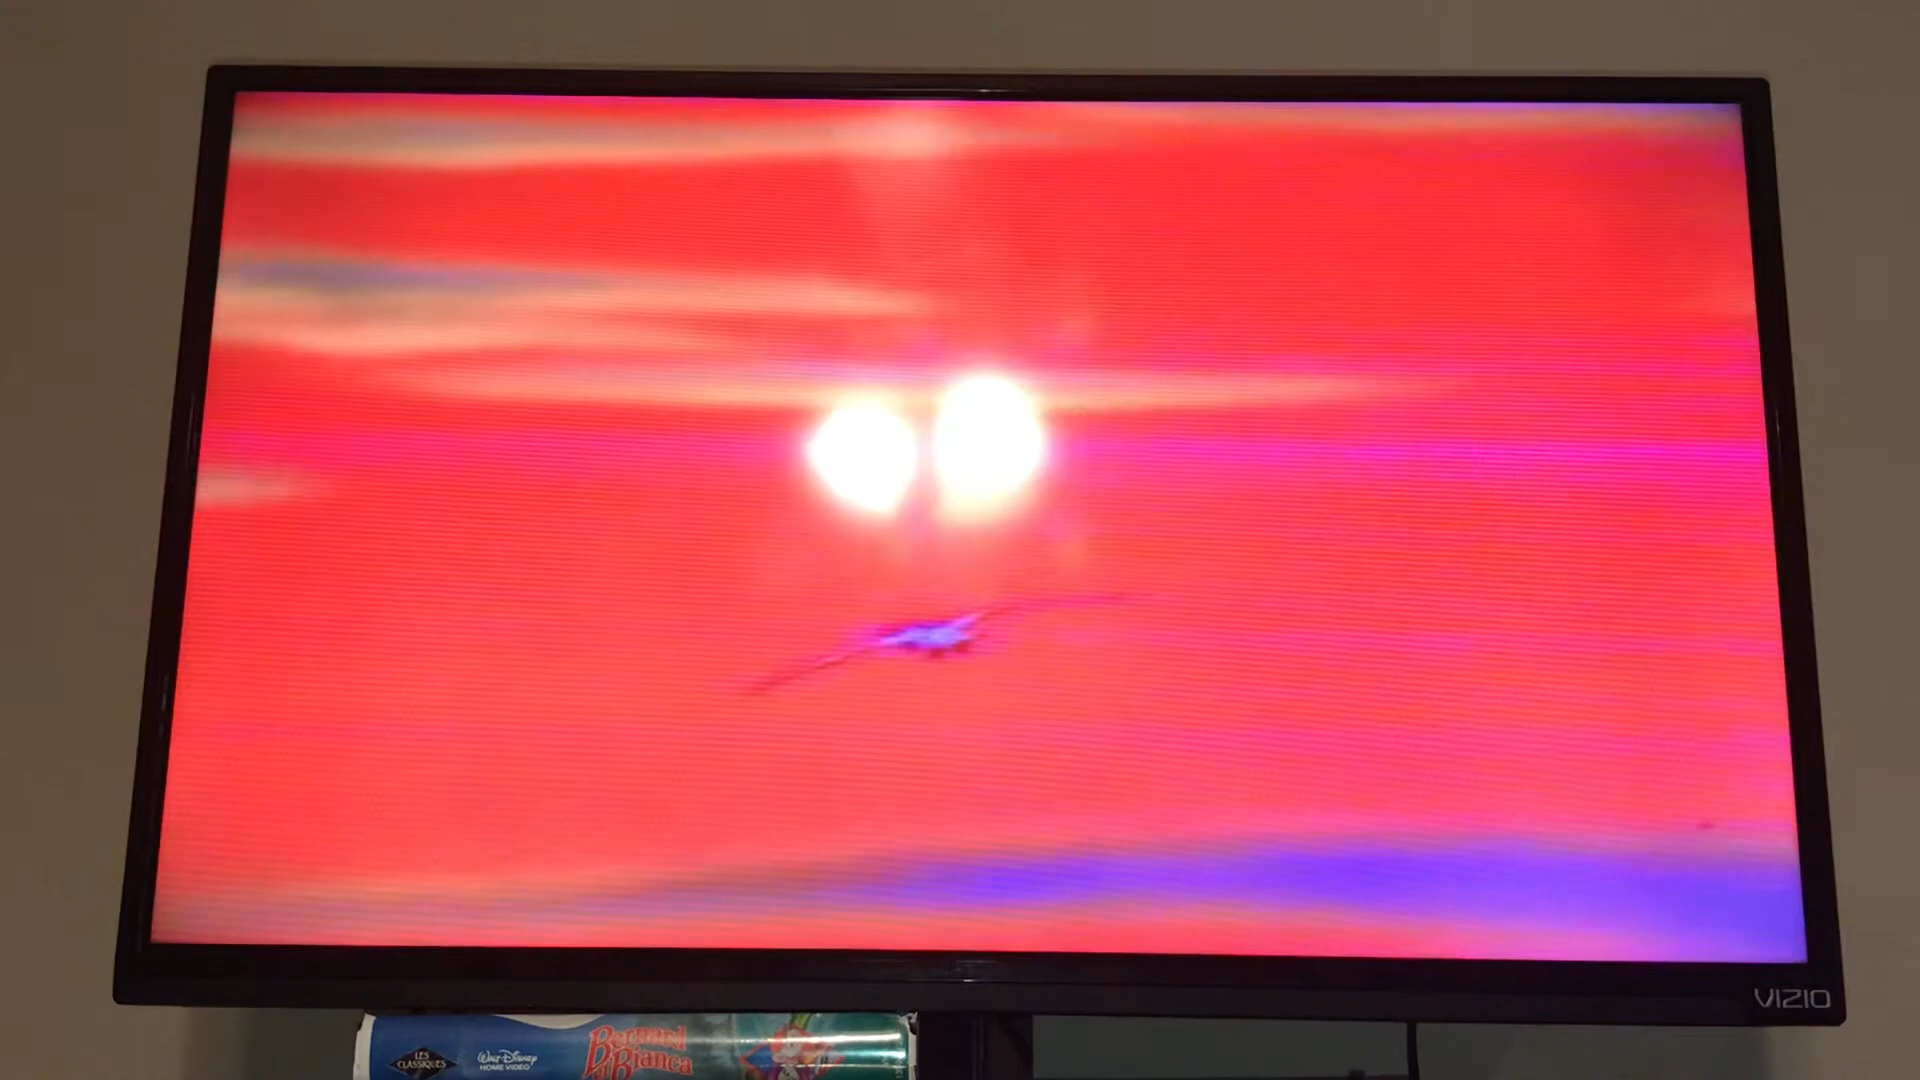 VIZIO
LES
CLASSIQUES
WALT DISNEY
HOME VIDEO
Bernard
et Bianca